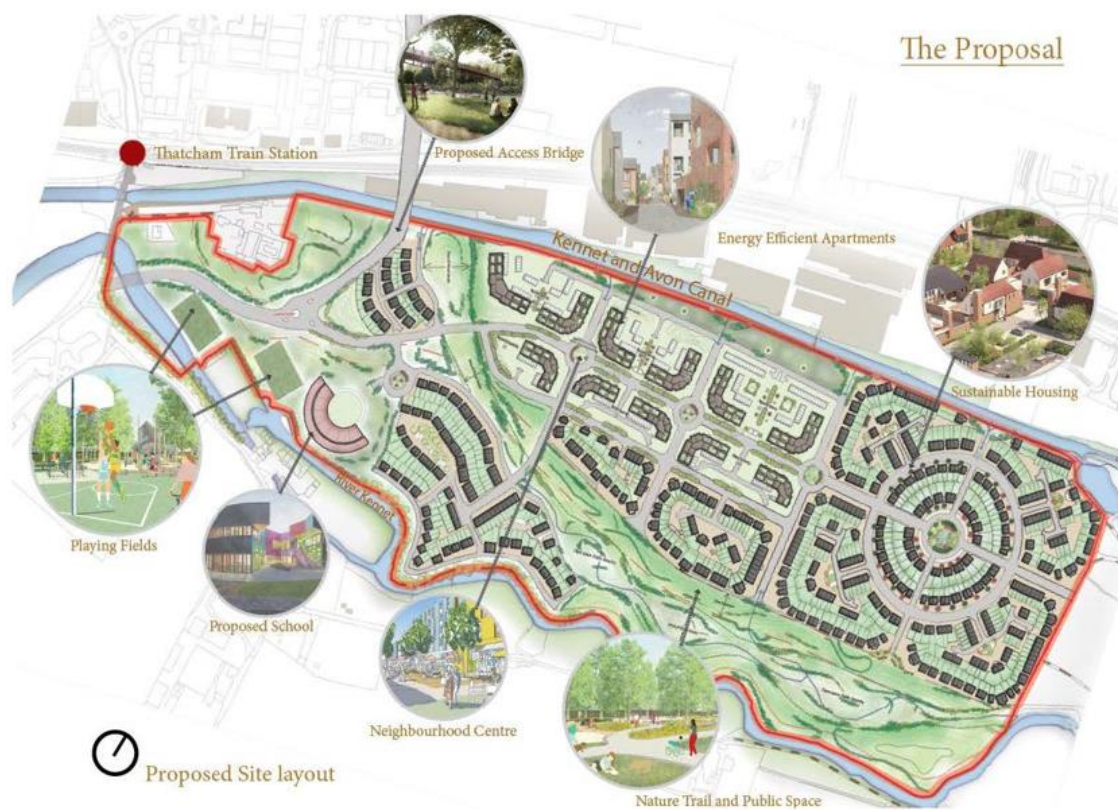 The Proposal
Thatcham Train Station
Proposed Access Bridge
Energy Efficient Apartments
Kennet and Avon Canal
Sustainable Housing
River Kennet
Playing Fields
Proposed School
Neighbourhood Centre
Nature Trail and Public Space
Proposed Site layout